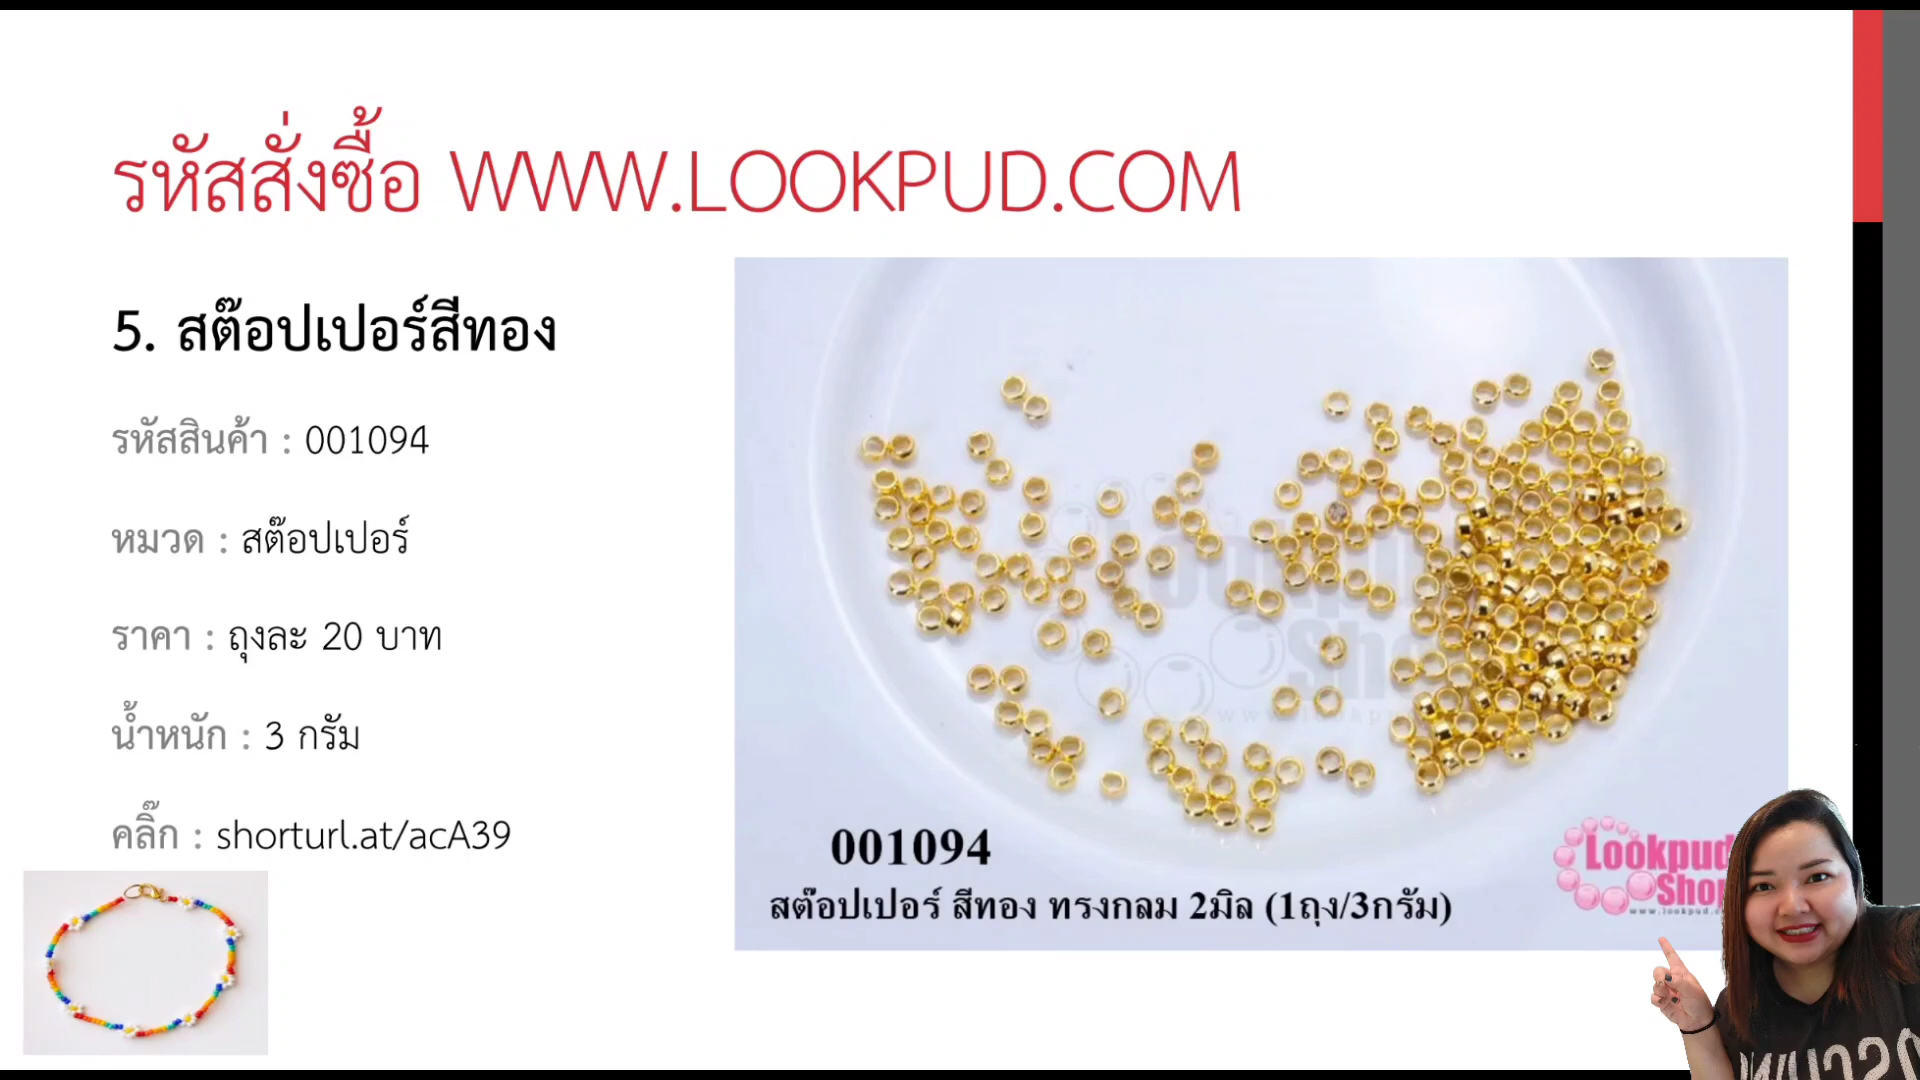 รหัสสั่งซื้อ WWW.LOOKPUD.COM
5. สต๊อปเปอร์สีทอง
รหัสสินค้า : 001094
หมวด : สต๊อปเปอร์
ราคา : ถุงละ 20 บาท
น้ำหนัก : 3 กรัม
คลิ๊ก : shorturl.at/acA39
001094
สต๊อปเปอร์ สีทอง ทรงกลม 2มิล (1ถุง/3กรัม)
Lookpud
Shop